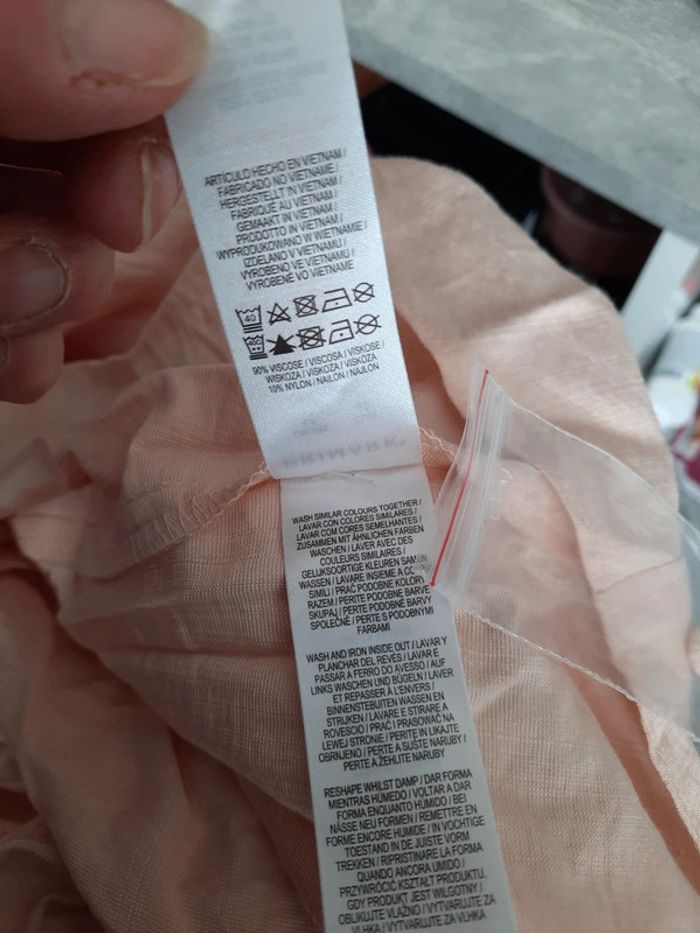 ARTÍCULO HECHO EN VIETNAM /
FABRICADO NO VIETNAME /
HERGESTELLT IN VIETNAM /
FABRIQUÉ AU VIETNAM /
GEMAAKT IN VIETNAM /
PRODOTTO IN VIETNAM /
WYPRODUKOWANO W WIETNAMIE /
IZDELANO V VIETNAMU /
VYROBENO VE VIETNAMU /
VYROBENÉ VO VIETNAME
40
90% VISCOSE / VISCOSA / VISKOSE /
WISKOZA / VISKOZA / VISKÓZA
10% NYLON / NAILON / NAJLON
PRIMARK
WASH SIMILAR COLOURS TOGETHER /
LAVAR CON COLORES SIMILARES /
LAVAR COM CORES SEMELHANTES /
ZUSAMMEN MIT ÄHNLICHEN FARBEN
WASCHEN / LAVER AVEC DES
COULEURS SIMILAIRES /
GELIJKSOORTIGE KLEUREN
WASSEN / LAVARE INSIEME A
SIMILI / PRAĆ PODOBNE KOLORY
RAZEM / PERITE PODOBNE BARVE
SKUPAJ / PERTE PODOBNÉ BARVY
SPOLEČNĚ / PERTE S PODOBNÝMI
FARBAMI
WASH AND IRON INSIDE OUT / LAVAR Y
PLANCHAR DEL REVÉS / LAVAR E
PASSAR A FERRO DO AVESSO / AUF
LINKS WASCHEN UND BÜGELN / LAVER
ET REPASSER À L'ENVERS /
BINNENSTEBUITEN WASSEN EN
STRIJKEN / LAVARE E STIRARE A
ROVESCIO / PRAĆ I PRASOWAĆ NA
LEWEJ STRONIE / PERITE IN LIKAJTE
OBRNJENO / PERTE A SUŠTE NARUBY /
PERTE A ŽEHLITE NARUBY
RESHAPE WHILST DAMP / DAR FORMA
MIENTRAS HÚMEDO / VOLTAR A DAR
FORMA ENQUANTO HÚMIDO / BEI
NÄSSE NEU FORMEN / REMETTRE EN
FORME ENCORE HUMIDE / IN VOCHTIGE
TOESTAND IN DE JUISTE VORM
TREKKEN / RIPRISTINARE LA FORMA
QUANDO ANCORA UMIDO /
PRZYWRÓCIĆ KSZTAŁT PRODUKTU,
GDY PRODUKT JEST WILGOTNY /
OBLIKUJTE VLAŽNO / VYTVARUJTE ZA
VLHKA / VYTVARUJTE ZA VLHKA